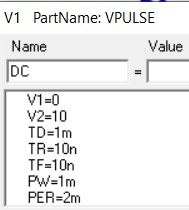 V1 PartName: VPULSE
Name Value
DC =
V1=0
V2=10
TD=1m
TR=10n
TF=10n
PW=1m
PER=2m